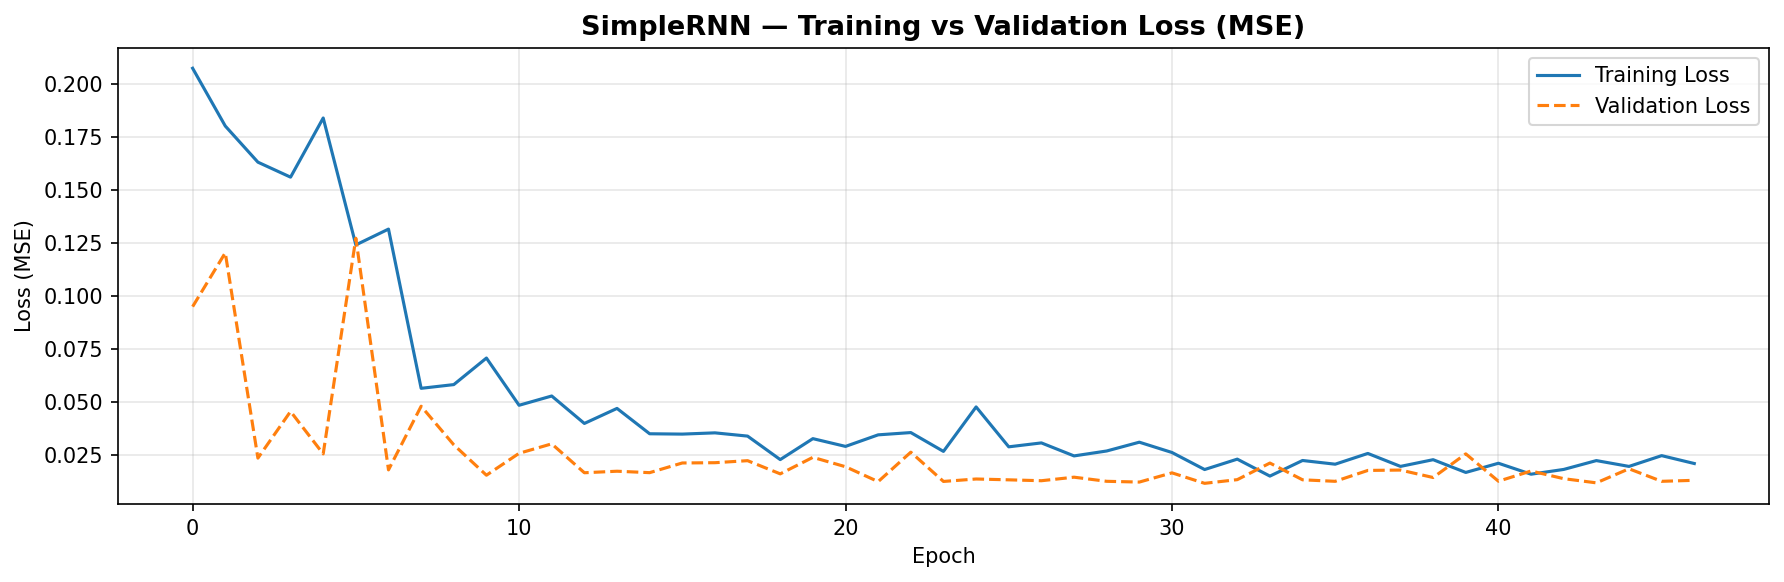 SimpleRNN — Training vs Validation Loss (MSE)
Training Loss
Validation Loss
Loss (MSE)
0.200
0.175
0.150
0.125
0.100
0.075
0.050
0.025
0 10 20 30 40
Epoch